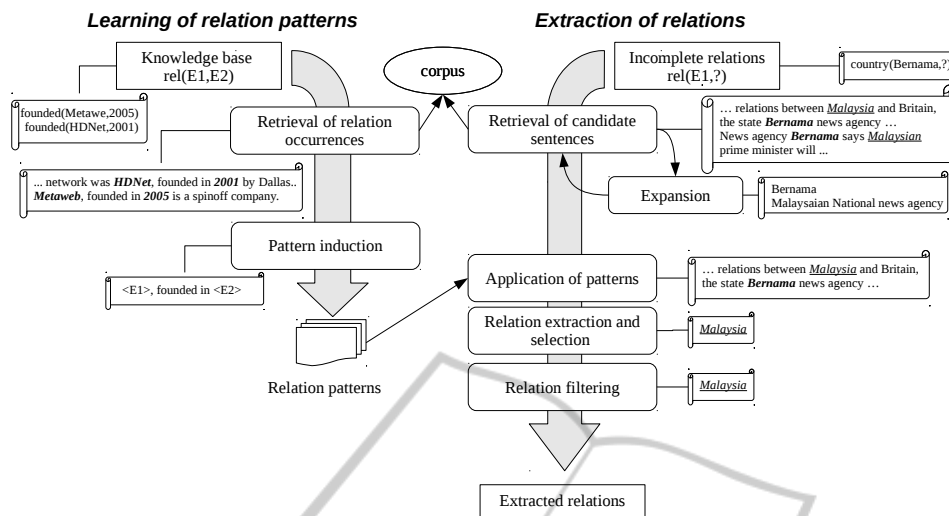 Learning of relation patterns
Extraction of relations
Knowledge base
rel(E1,E2)
corpus
Incomplete relations
rel(E1,?)
country(Bernama,?)
founded(Metawe,2005)
founded(HDNet,2001)
Retrieval of relation
occurrences
Retrieval of candidate
sentences
… relations between Malaysia and Britain,
the state Bernama news agency …
News agency Bernama says Malaysian
prime minister will ...
... network was HDNet, founded in 2001 by Dallas..
Metaweb, founded in 2005 is a spinoff company.
Expansion
Bernama
Malaysaian National news agency
Pattern induction
<E1>, founded in <E2>
Application of patterns
… relations between Malaysia and Britain,
the state Bernama news agency …
Relation extraction and
selection
Malaysia
Relation patterns
Relation filtering
Malaysia
Extracted relations